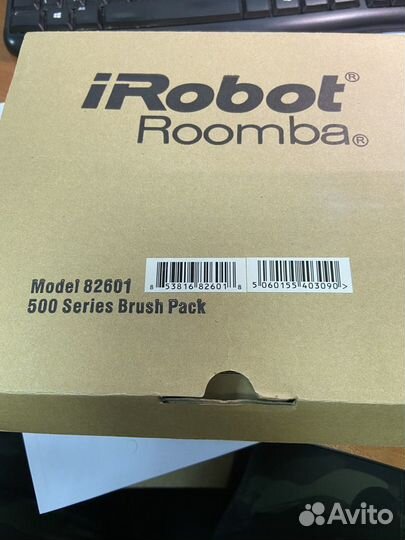 iRobot®
Roomba®
Model 82601
500 Series Brush Pack
8 53816 82601 8
5 060155 403090 >
Avito